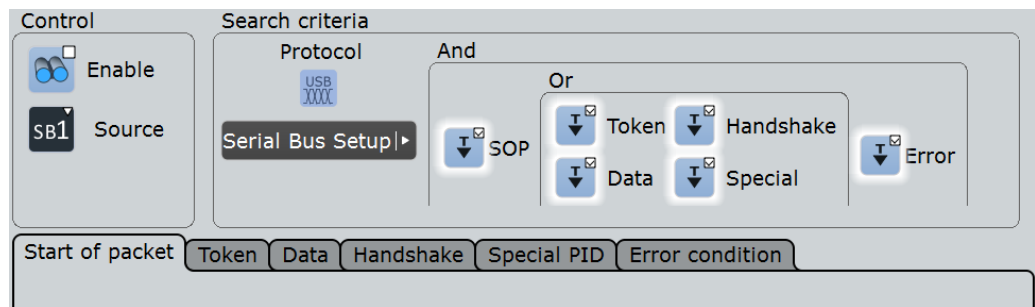 Control
Enable
SB1 Source
Search criteria
Protocol
USB
Serial Bus Setup
And
SOP
Or
T Token T Handshake
T Data T Special
T Error
Start of packet Token Data Handshake Special PID Error condition